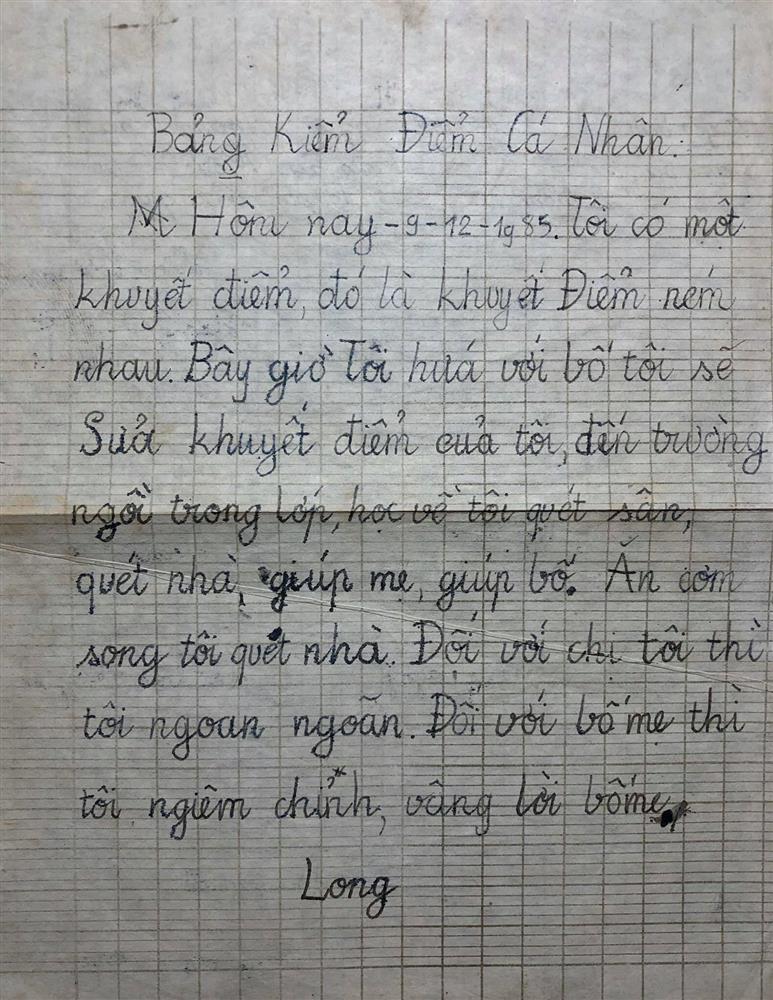 Bảng Kiểm Điểm Cá Nhân.
Hôm nay - 9 - 12 - 1985. Tôi có một
khuyết điểm, đó là khuyết Điểm ném
nhau. Bây giờ Tôi hứa với bố tôi sẽ
Sửa khuyết điểm của tôi, đến trường
ngồi trong lớp, học về tôi quét sân,
quét nhà, giúp mẹ, giúp bố. Ăn cơm
song tôi quét nhà. Đối với chị tôi thì
tôi ngoan ngoãn. Đối với bố mẹ thì
tôi ngiêm chỉnh, vâng lời bố mẹ
Long